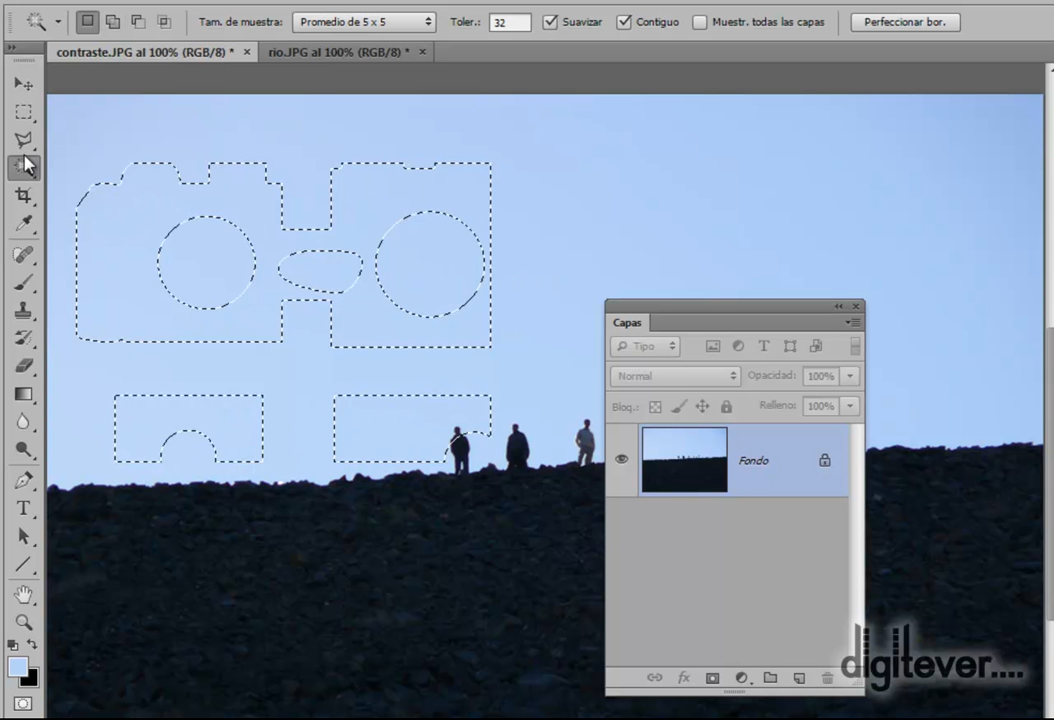 Tam. de muestra: Promedio de 5 x 5 Toler.: 32 Suavizar Contiguo Muestr. todas las capas Perfeccionar bor.
contraste.JPG al 100% (RGB/8) * × rio.JPG al 100% (RGB/8) * ×
Capas
Tipo
Normal Opacidad: 100%
Bloq.: Relleno: 100%
Fondo
digitever....